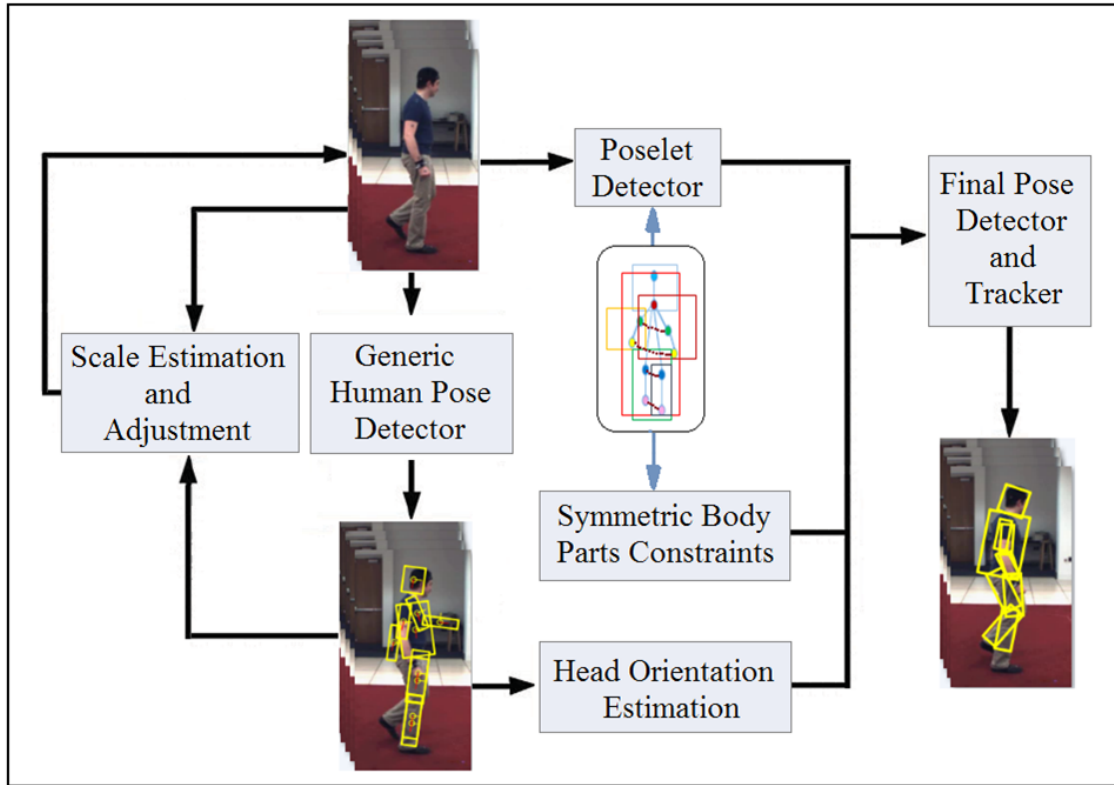 Poselet
Detector
Final Pose
Detector
and
Tracker
Scale Estimation
and
Adjustment
Generic
Human Pose
Detector
Symmetric Body
Parts Constraints
Head Orientation
Estimation